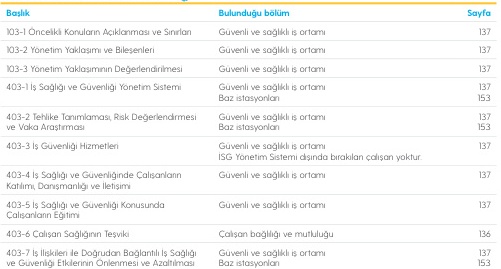 Başlık Bulunduğu bölüm Sayfa
103-1 Öncelikli Konuların Açıklanması ve Sınırları Güvenli ve sağlıklı iş ortamı 137
103-2 Yönetim Yaklaşımı ve Bileşenleri Güvenli ve sağlıklı iş ortamı 137
103-3 Yönetim Yaklaşımının Değerlendirilmesi Güvenli ve sağlıklı iş ortamı 137
403-1 İş Sağlığı ve Güvenliği Yönetim Sistemi Güvenli ve sağlıklı iş ortamı 137
Baz istasyonları 153
403-2 Tehlike Tanımlaması, Risk Değerlendirmesi Güvenli ve sağlıklı iş ortamı 137
ve Vaka Araştırması Baz istasyonları 153
403-3 İş Güvenliği Hizmetleri Güvenli ve sağlıklı iş ortamı 137
İSG Yönetim Sistemi dışında bırakılan çalışan yoktur.
403-4 İş Sağlığı ve Güvenliğinde Çalışanların Güvenli ve sağlıklı iş ortamı 137
Katılımı, Danışmanlığı ve İletişimi
403-5 İş Sağlığı ve Güvenliği Konusunda Güvenli ve sağlıklı iş ortamı 137
Çalışanların Eğitimi
403-6 Çalışan Sağlığının Teşviki Çalışan bağlılığı ve mutluluğu 136
403-7 İş İlişkileri ile Doğrudan Bağlantılı İş Sağlığı Güvenli ve sağlıklı iş ortamı 137
ve Güvenliği Etkilerinin Önlenmesi ve Azaltılması Baz istasyonları 153